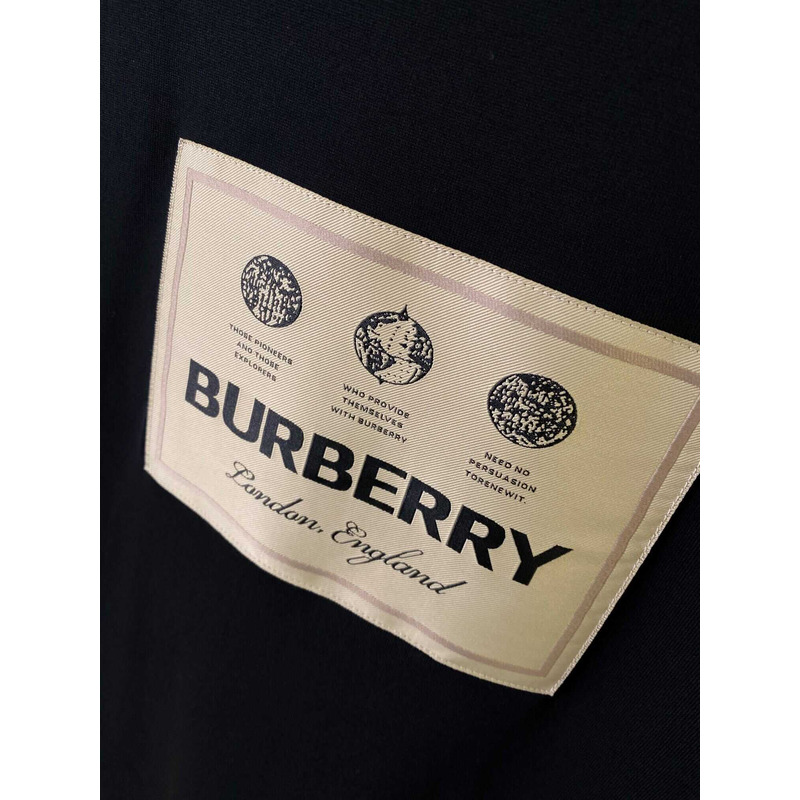 THOSE PIONEERS
AND THOSE
EXPLORERS
WHO PROVIDE
THEMSELVES
WITH BURBERRY
NEED NO
PERSUASION
TORENEWIT.
BURBERRY
London, England